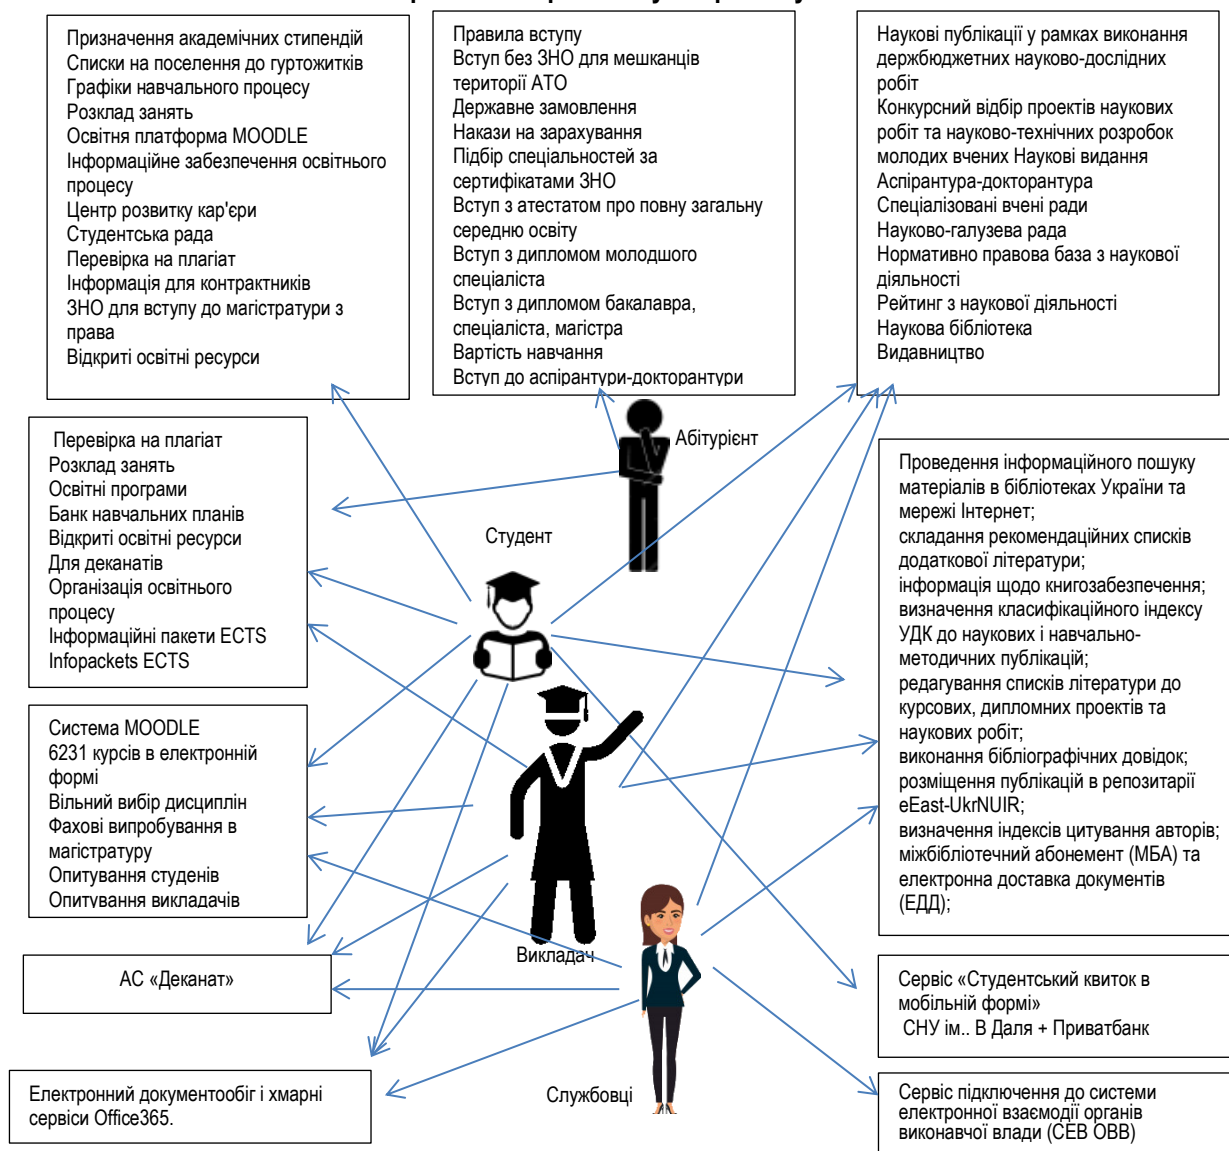 Призначення академічних стипендій
Списки на поселення до гуртожитків
Графіки навчального процесу
Розклад занять
Освітня платформа MOODLE
Інформаційне забезпечення освітнього
процесу
Центр розвитку кар'єри
Студентська рада
Перевірка на плагіат
Інформація для контрактників
ЗНО для вступу до магістратури з
права
Відкриті освітні ресурси
Правила вступу
Вступ без ЗНО для мешканців
території АТО
Державне замовлення
Накази на зарахування
Підбір спеціальностей за
сертифікатами ЗНО
Вступ з атестатом про повну загальну
середню освіту
Вступ з дипломом молодшого
спеціаліста
Вступ з дипломом бакалавра,
спеціаліста, магістра
Вартість навчання
Вступ до аспірантури-докторантури
Наукові публікації у рамках виконання
держбюджетних науково-дослідних
робіт
Конкурсний відбір проектів наукових
робіт та науково-технічних розробок
молодих вчених Наукові видання
Аспірантура-докторантура
Спеціалізовані вчені ради
Науково-галузева рада
Нормативно правова база з наукової
діяльності
Рейтинг з наукової діяльності
Наукова бібліотека
Видавництво
Абітурієнт
Перевірка на плагіат
Розклад занять
Освітні програми
Банк навчальних планів
Відкриті освітні ресурси
Для деканатів
Організація освітнього
процесу
Інформаційні пакети ECTS
Infopackets ECTS
Студент
Проведення інформаційного пошуку
матеріалів в бібліотеках України та
мережі Інтернет;
складання рекомендаційних списків
додаткової літератури;
інформація щодо книгозабезпечення;
визначення класифікаційного індексу
УДК до наукових і навчально-
методичних публікацій;
редагування списків літератури до
курсових, дипломних проектів та
наукових робіт;
виконання бібліографічних довідок;
розміщення публікацій в репозитарії
eEast-UkrNUIR;
визначення індексів цитування авторів;
міжбібліотечний абонемент (МБА) та
електронна доставка документів
(ЕДД);
Система MOODLE
6231 курсів в електронній
формі
Вільний вибір дисциплін
Фахові випробування в
магістратуру
Опитування студенів
Опитування викладачів
Викладач
АС «Деканат»
Сервіс «Студентський квиток в
мобільній формі»
СНУ ім.. В Даля + Приватбанк
Електронний документообіг і хмарні
сервіси Office365.
Службовці
Сервіс підключення до системи
електронної взаємодії органів
виконавчої влади (СЕВ ОВВ)